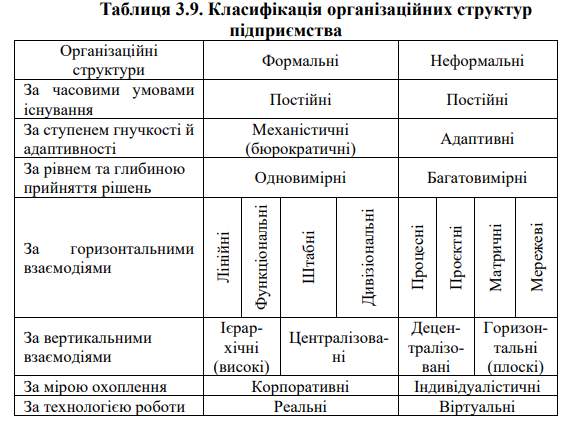 Таблиця 3.9. Класифікація організаційних структур
підприємства
Організаційні
структури
Формальні
Неформальні
За часовими умовами
існування
Постійні
Постійні
За ступенем гнучкості й
адаптивності
Механістичні
(бюрократичні)
Адаптивні
За рівнем та глибиною
прийняття рішень
Одновимірні
Багатовимірні
За горизонтальними
взаємодіями
Лінійні
Функціональні
Штабні
Дивізіональні
Процесні
Проєктні
Матричні
Мережеві
За вертикальними
взаємодіями
Ієрар-
хічні
(високі)
Централізова-
ні
Децен-
тралізо-
вані
Горизон-
тальні
(плоскі)
За мірою охоплення
Корпоративні
Індивідуалістичні
За технологією роботи
Реальні
Віртуальні